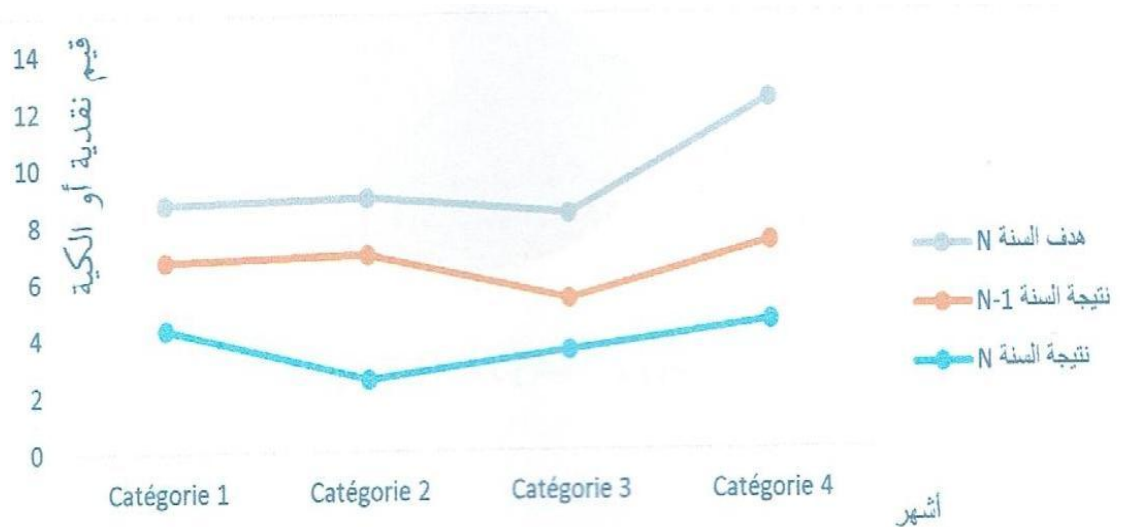 قيم نقدية أو الكية
14
12
10
8
6
4
2
0
Catégorie 1
Catégorie 2
Catégorie 3
Catégorie 4
أشهر
هدف السنة N
نتيجة السنة N-1
نتيجة السنة N